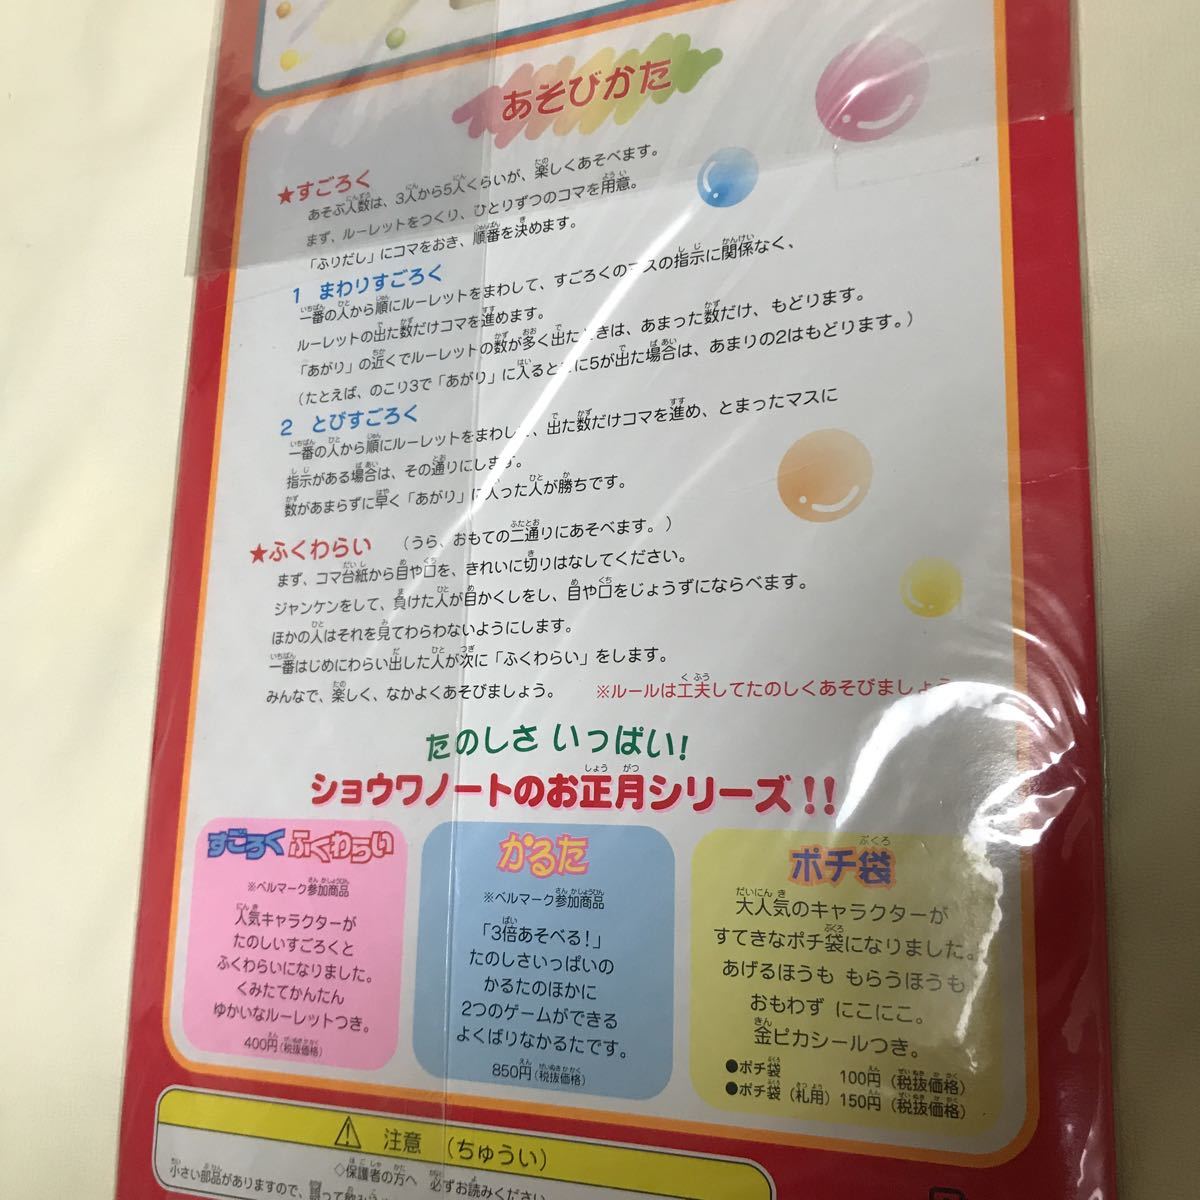 あそびかた
★すごろく
あそぶ人数は、3人から5人くらいが、楽しくあそべます。
まず、ルーレットをつくり、ひとりずつのコマを用意。
「ふりだし」にコマをおき、順番を決めます。
1 まわりすごろく
一番の人から順にルーレットをまわして、すごろくのマスの指示に関係なく、
ルーレットの出た数だけコマを進めます。
「あがり」の近くでルーレットの数が多く出たときは、あまった数だけ、もどります。
（たとえば、のこり3で「あがり」に入るときに5が出た場合は、あまりの2はもどります。）
2 とびすごろく
一番の人から順にルーレットをまわして、出た数だけコマを進め、とまったマスに
指示がある場合は、その通りにします。
数があまらずに早く「あがり」に入った人が勝ちです。
★ふくわらい （うら、おもての二通りにあそべます。）
まず、コマ台紙から目や口を、きれいに切りはなしてください。
ジャンケンをして、負けた人が目かくしをし、目や口をじょうずにならべます。
ほかの人はそれを見てわらわないようにします。
一番はじめにわらい出した人が次に「ふくわらい」をします。
みんなで、楽しく、なかよくあそびましょう。 ※ルールは工夫してたのしくあそびましょう
たのしさ いっぱい!
ショウワノートのお正月シリーズ!!
すごろく ふくわらい
※ベルマーク参加商品
人気キャラクターが
たのしいすごろくと
ふくわらいになりました。
くみたてかんたん
ゆかいなルーレットつき。
400円(税抜価格)
かるた
※ベルマーク参加商品
「3倍あそべる!」
たのしさいっぱいの
かるたのほかに
2つのゲームができる
よくばりなかるたです。
850円(税抜価格)
ポチ袋
大人気のキャラクターが
すてきなポチ袋になりました。
あげるほうも もらうほうも
おもわず にこにこ。
金ピカシールつき。
●ポチ袋 100円 (税抜価格)
●ポチ袋(札用) 150円 (税抜価格)
注意 （ちゅうい）
◇保護者の方へ 必ずお読みください
小さい部品がありますので、